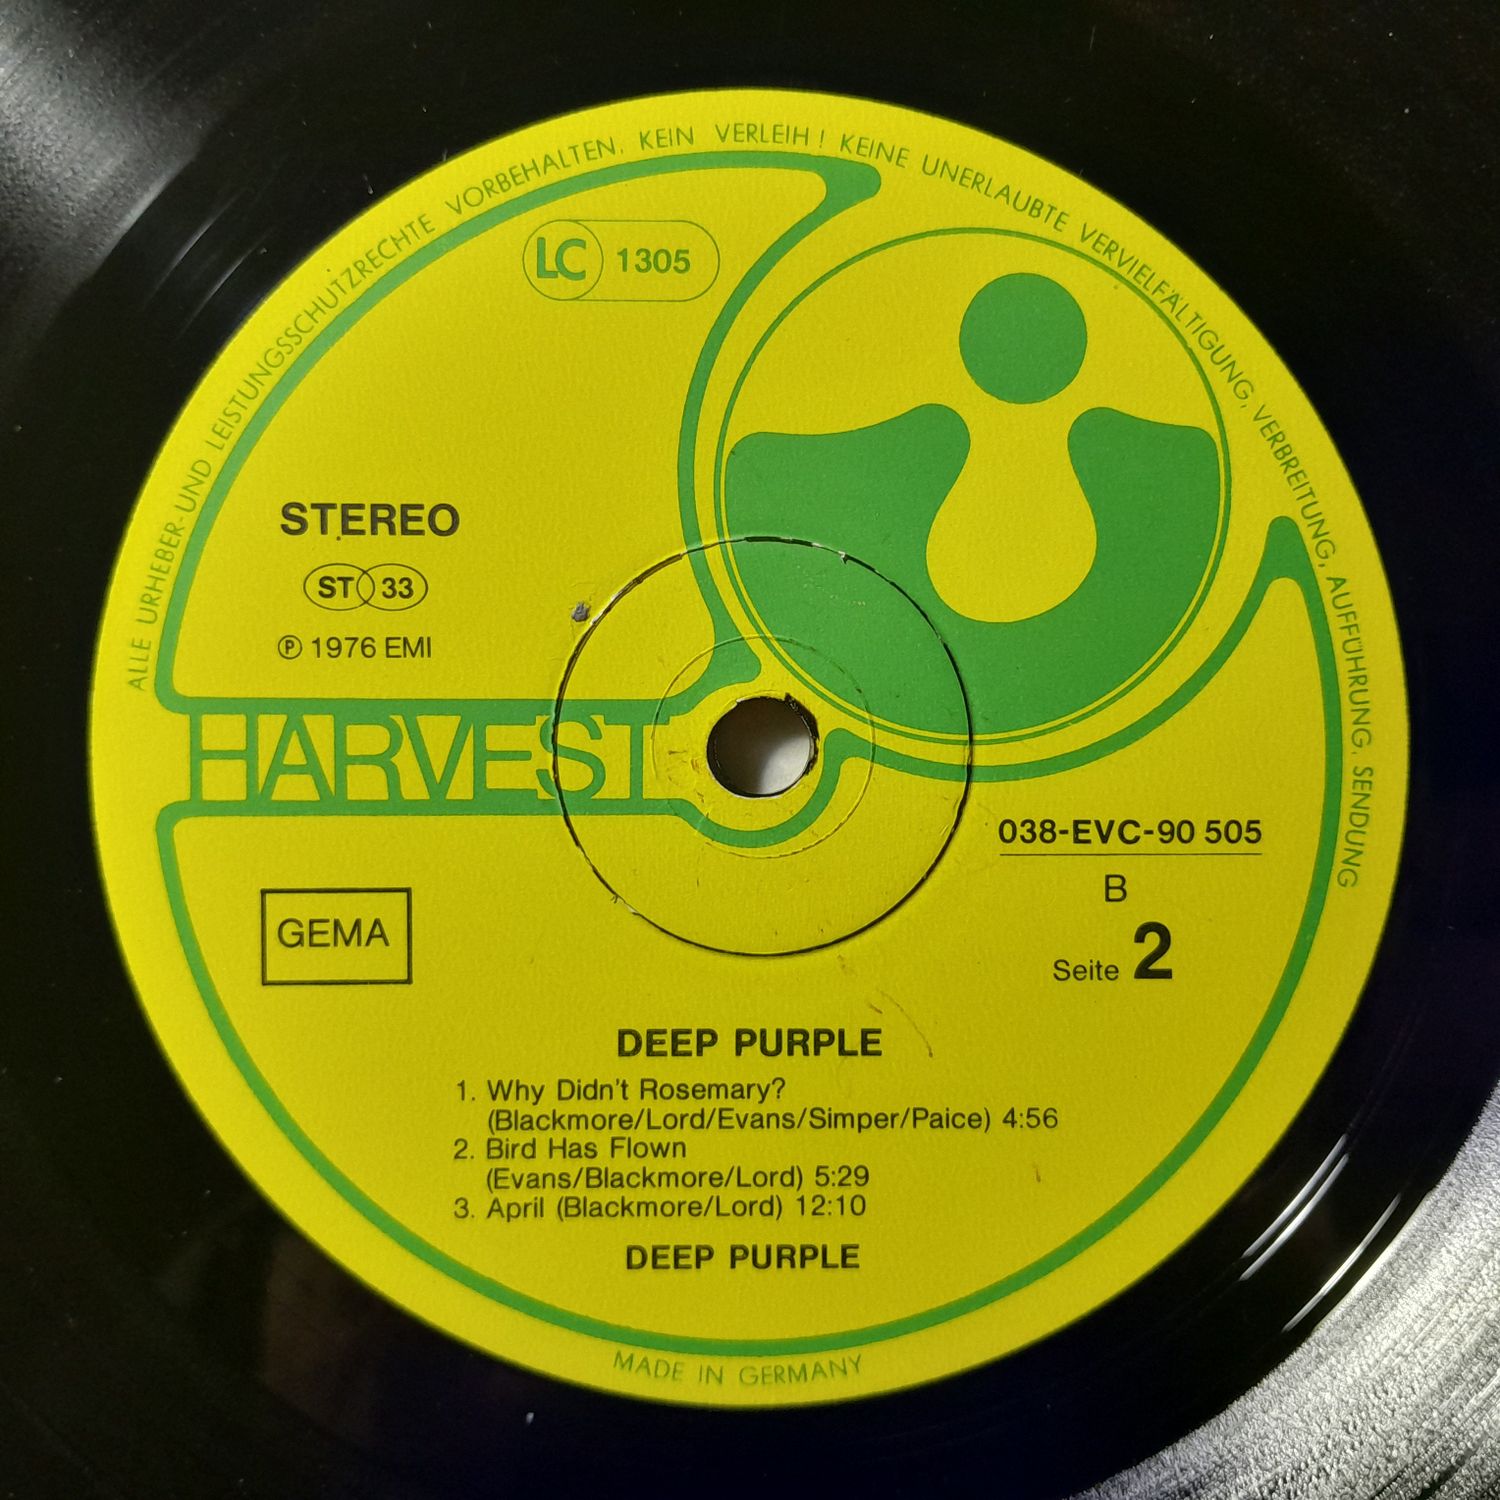 ALLE URHEBER- UND LEISTUNGSSCHUTZRECHTE VORBEHALTEN. KEIN VERLEIH! KEINE UNERLAUBTE VERVIELFÄLTIGUNG, VERBREITUNG, AUFFÜHRUNG, SENDUNG
LC 1305
STEREO
ST 33
℗ 1976 EMI
HARVEST
038-EVC-90 505
B
Seite 2
GEMA
DEEP PURPLE
1. Why Didn't Rosemary?
(Blackmore/Lord/Evans/Simper/Paice) 4:56
2. Bird Has Flown
(Evans/Blackmore/Lord) 5:29
3. April (Blackmore/Lord) 12:10
DEEP PURPLE
MADE IN GERMANY